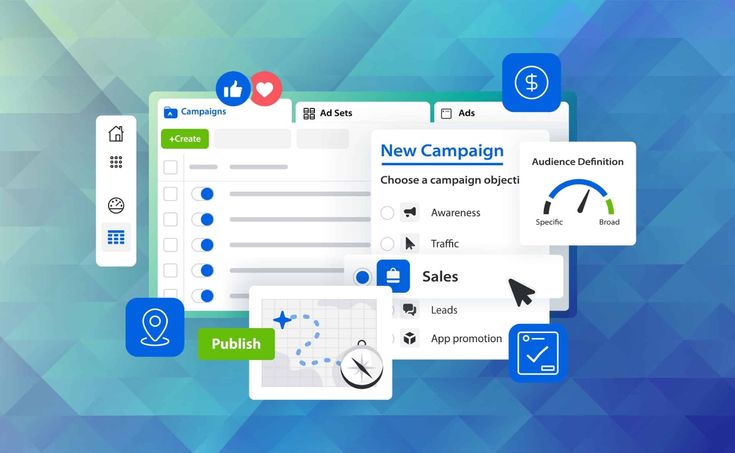 Campaigns
Ad Sets
Ads
+Create
New Campaign
Choose a campaign objecti
Awareness
Traffic
Sales
Leads
App promotion
Audience Definition
Specific
Broad
Publish
$